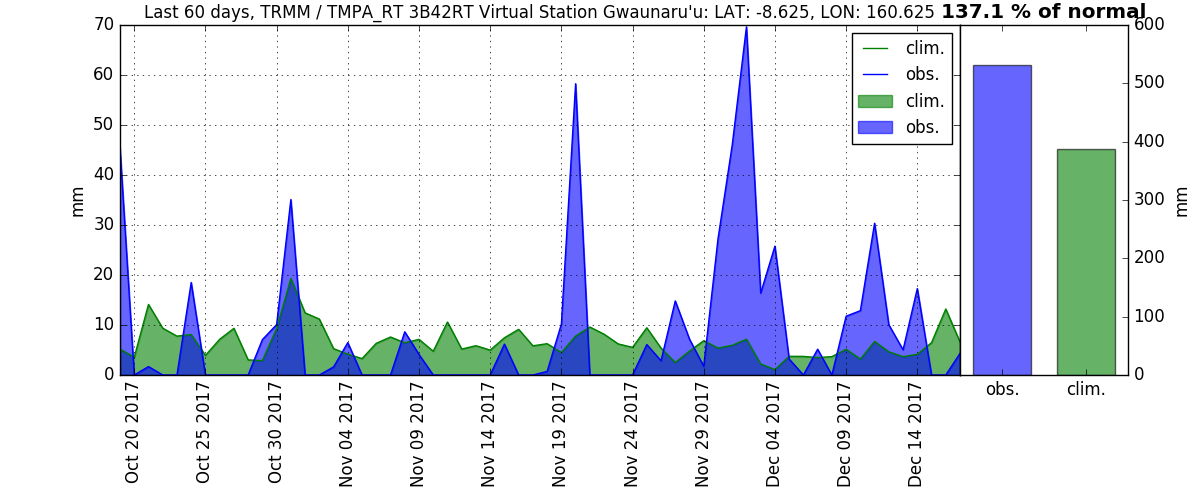 Last 60 days, TRMM / TMPA_RT 3B42RT Virtual Station Gwaunaru'u: LAT: -8.625, LON: 160.625 137.1 % of normal
70
60
50
40
30
20
10
0
mm
clim.
obs.
clim.
obs.
600
500
400
300
200
100
0
mm
Oct 20 2017
Oct 25 2017
Oct 30 2017
Nov 04 2017
Nov 09 2017
Nov 14 2017
Nov 19 2017
Nov 24 2017
Nov 29 2017
Dec 04 2017
Dec 09 2017
Dec 14 2017
obs.
clim.